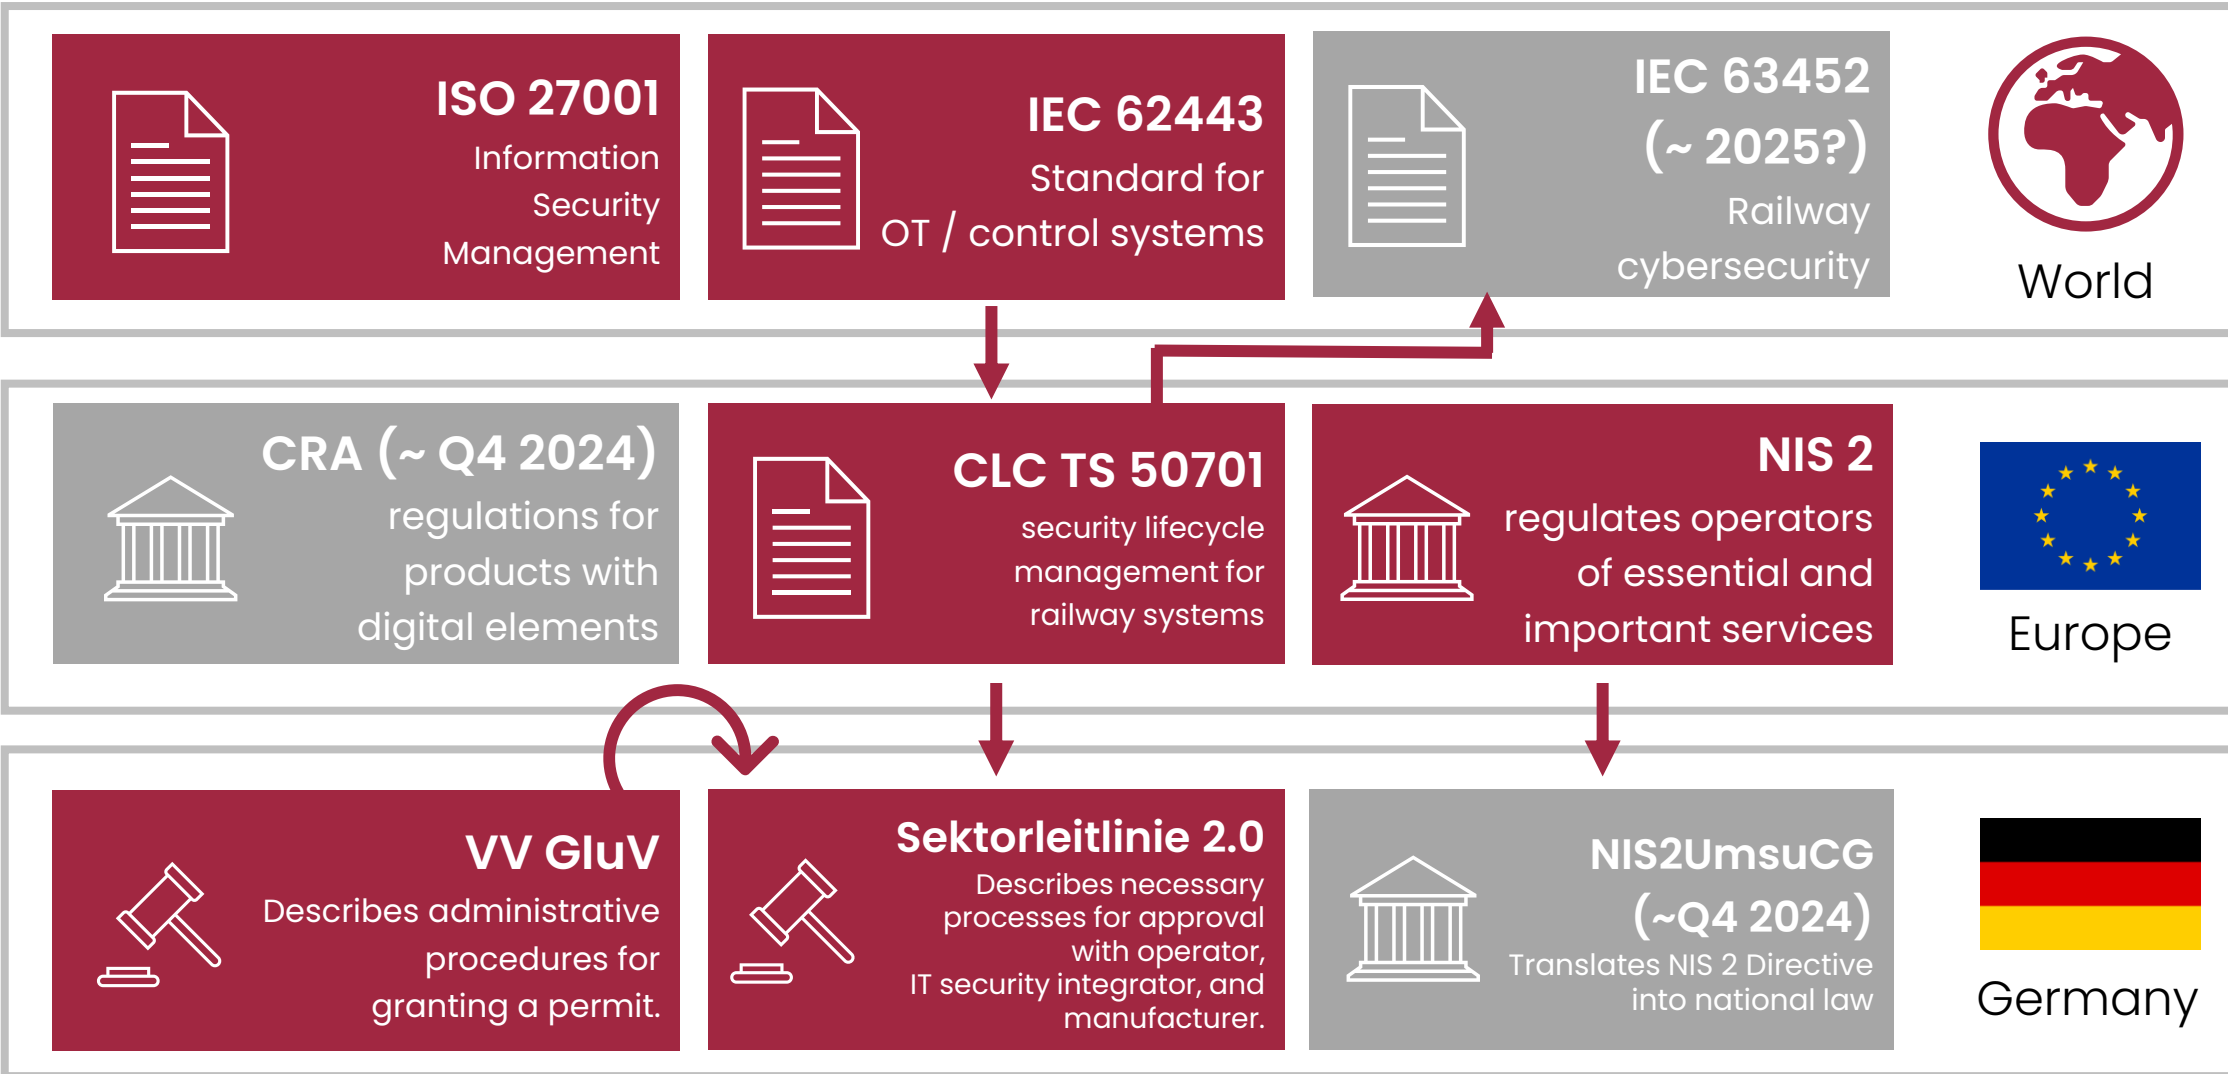 ISO 27001
Information
Security
Management
IEC 62443
Standard for
OT / control systems
IEC 63452
(~ 2025?)
Railway
cybersecurity
World
CRA (~ Q4 2024)
regulations for
products with
digital elements
CLC TS 50701
security lifecycle
management for
railway systems
NIS 2
regulates operators
of essential and
important services
Europe
VV GluV
Describes administrative
procedures for
granting a permit.
Sektorleitlinie 2.0
Describes necessary
processes for approval
with operator,
IT security integrator, and
manufacturer.
NIS2UmsuCG
(~Q4 2024)
Translates NIS 2 Directive
into national law
Germany